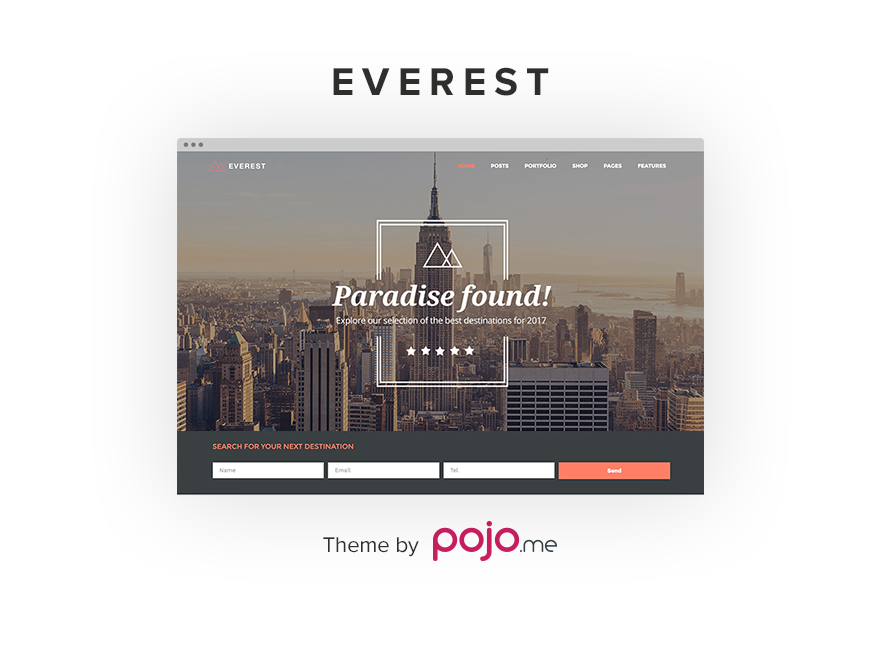 EVEREST
EVEREST
HOME POSTS PORTFOLIO SHOP PAGES FEATURES
Paradise found!
Explore our selection of the best destinations for 2017
SEARCH FOR YOUR NEXT DESTINATION
Name Email Tel Send
Theme by pojo.me